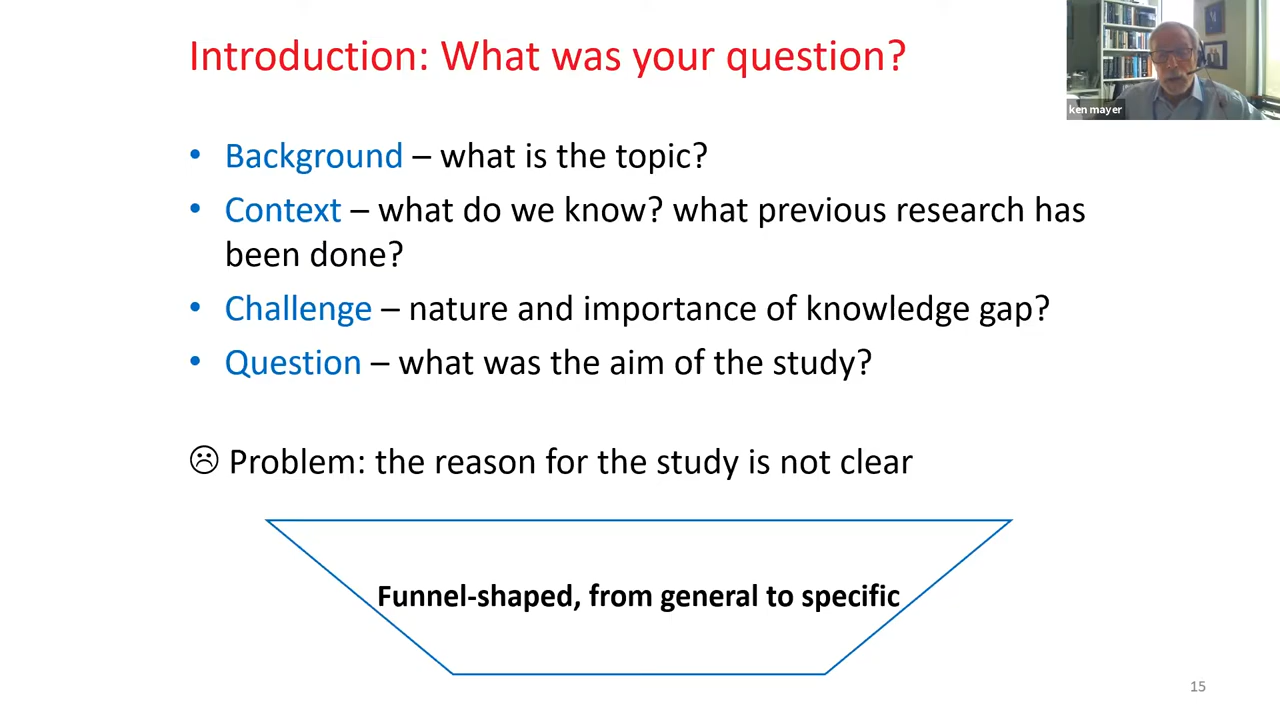 Introduction: What was your question?
ken mayer
• Background – what is the topic?
• Context – what do we know? what previous research has
been done?
• Challenge – nature and importance of knowledge gap?
• Question – what was the aim of the study?
☹ Problem: the reason for the study is not clear
Funnel-shaped, from general to specific
15